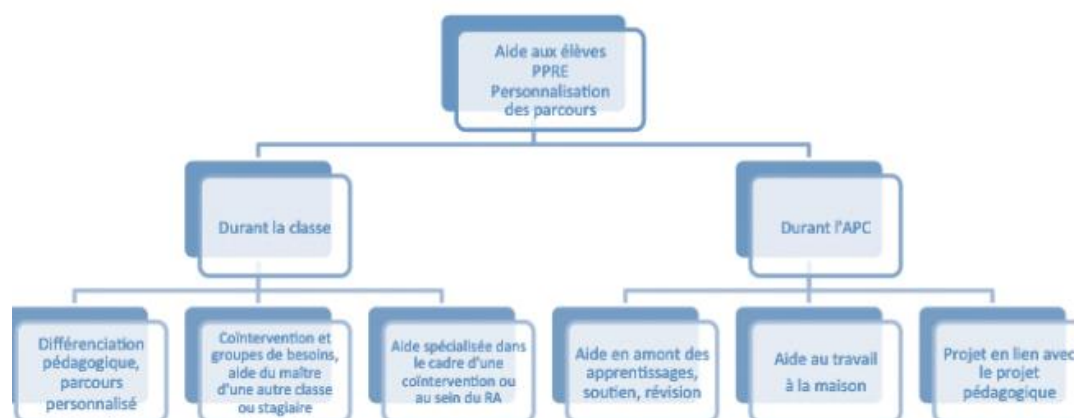 Aide aux élèves
PPRE
Personnalisation
des parcours
Durant la classe
Durant l'APC
Différenciation
pédagogique,
parcours
personnalisé
Coïntervention et
groupes de besoins,
aide du maître
d'une autre classe
ou stagiaire
Aide spécialisée dans
le cadre d'une
coïntervention ou
au sein du RA
Aide en amont des
apprentissages,
soutien, révision
Aide au travail
à la maison
Projet en lien avec
le projet
pédagogique